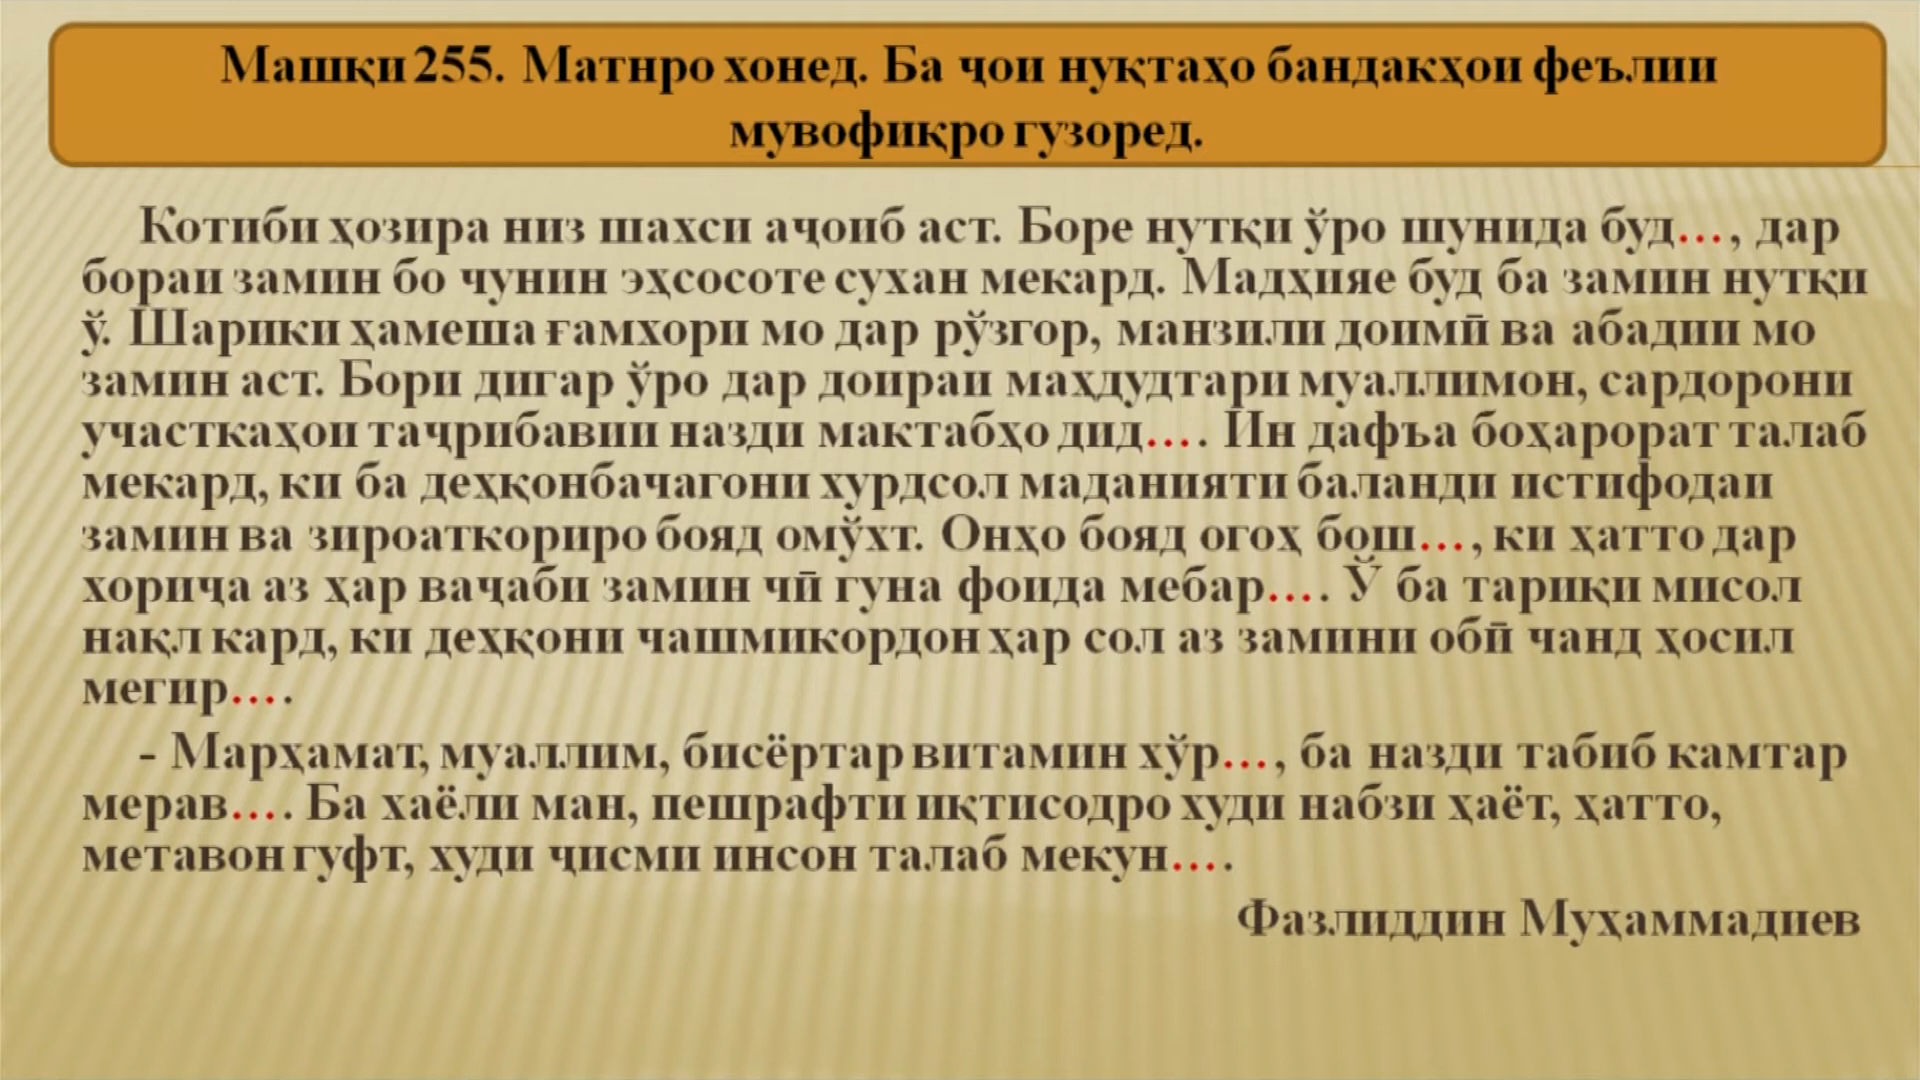 Машқи 255. Матнро хонед. Ба ҷои нуқтаҳо бандакҳои феълии
мувофиқро гузоред.
Котиби ҳозира низ шахси аҷоиб аст. Боре нутқи ӯро шунида буд…, дар
бораи замин бо чунин эҳсосоте сухан мекард. Мадҳияе буд ба замин нутқи
ӯ. Шарики ҳамеша ғамхори мо дар рӯзгор, манзили доимӣ ва абадии мо
замин аст. Бори дигар ӯро дар доираи маҳдудтари муаллимон, сардорони
участкаҳои таҷрибавии назди мактабҳо дид…. Ин дафъа боҳарорат талаб
мекард, ки ба деҳқонбачагони хурдсол маданияти баланди истифодаи
замин ва зироаткориро бояд омӯхт. Онҳо бояд огоҳ бош…, ки ҳатто дар
хориҷа аз ҳар ваҷаби замин чӣ гуна фоида мебар…. Ӯ ба тариқи мисол
нақл кард, ки деҳқони чашмикордон ҳар сол аз замини обӣ чанд ҳосил
мегир….
- Марҳамат, муаллим, бисёртар витамин хӯр…, ба назди табиб камтар
мерав…. Ба хаёли ман, пешрафти иқтисодро худи набзи ҳаёт, ҳатто,
метавон гуфт, худи ҷисми инсон талаб мекун….
Фазлиддин Муҳаммадиев